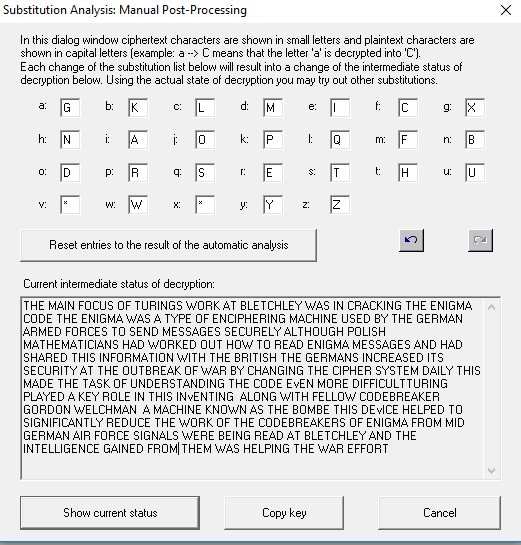 Substitution Analysis: Manual Post-Processing
In this dialog window ciphertext characters are shown in small letters and plaintext characters are
shown in capital letters (example: a --> C means that the letter 'a' is decrypted into 'C').
Each change of the substitution list below will result into a change of the intermediate status of
decryption below. Using the actual state of decryption you may try out other substitutions.
a: G b: K c: L d: M e: I f: C g: X
h: N i: A j: O k: P l: Q m: F n: B
o: D p: R q: S r: E s: T t: H u: U
v: * w: W x: * y: Y z: Z
Reset entries to the result of the automatic analysis
Current intermediate status of decryption:
THE MAIN FOCUS OF TURINGS WORK AT BLETCHLEY WAS IN CRACKING THE ENIGMA
CODE THE ENIGMA WAS A TYPE OF ENCIPHERING MACHINE USED BY THE GERMAN
ARMED FORCES TO SEND MESSAGES SECURELY ALTHOUGH POLISH
MATHEMATICIANS HAD WORKED OUT HOW TO READ ENIGMA MESSAGES AND HAD
SHARED THIS INFORMATION WITH THE BRITISH THE GERMANS INCREASED ITS
SECURITY AT THE OUTBREAK OF WAR BY CHANGING THE CIPHER SYSTEM DAILY THIS
MADE THE TASK OF UNDERSTANDING THE CODE EvEN MORE DIFFICULTTURING
PLAYED A KEY ROLE IN THIS INvENTING ALONG WITH FELLOW CODEBREAKER
GORDON WELCHMAN A MACHINE KNOWN AS THE BOMBE THIS DEvICE HELPED TO
SIGNIFICANTLY REDUCE THE WORK OF THE CODEBREAKERS OF ENIGMA FROM MID
GERMAN AIR FORCE SIGNALS WERE BEING READ AT BLETCHLEY AND THE
INTELLIGENCE GAINED FROM THEM WAS HELPING THE WAR EFFORT
Show current status Copy key Cancel